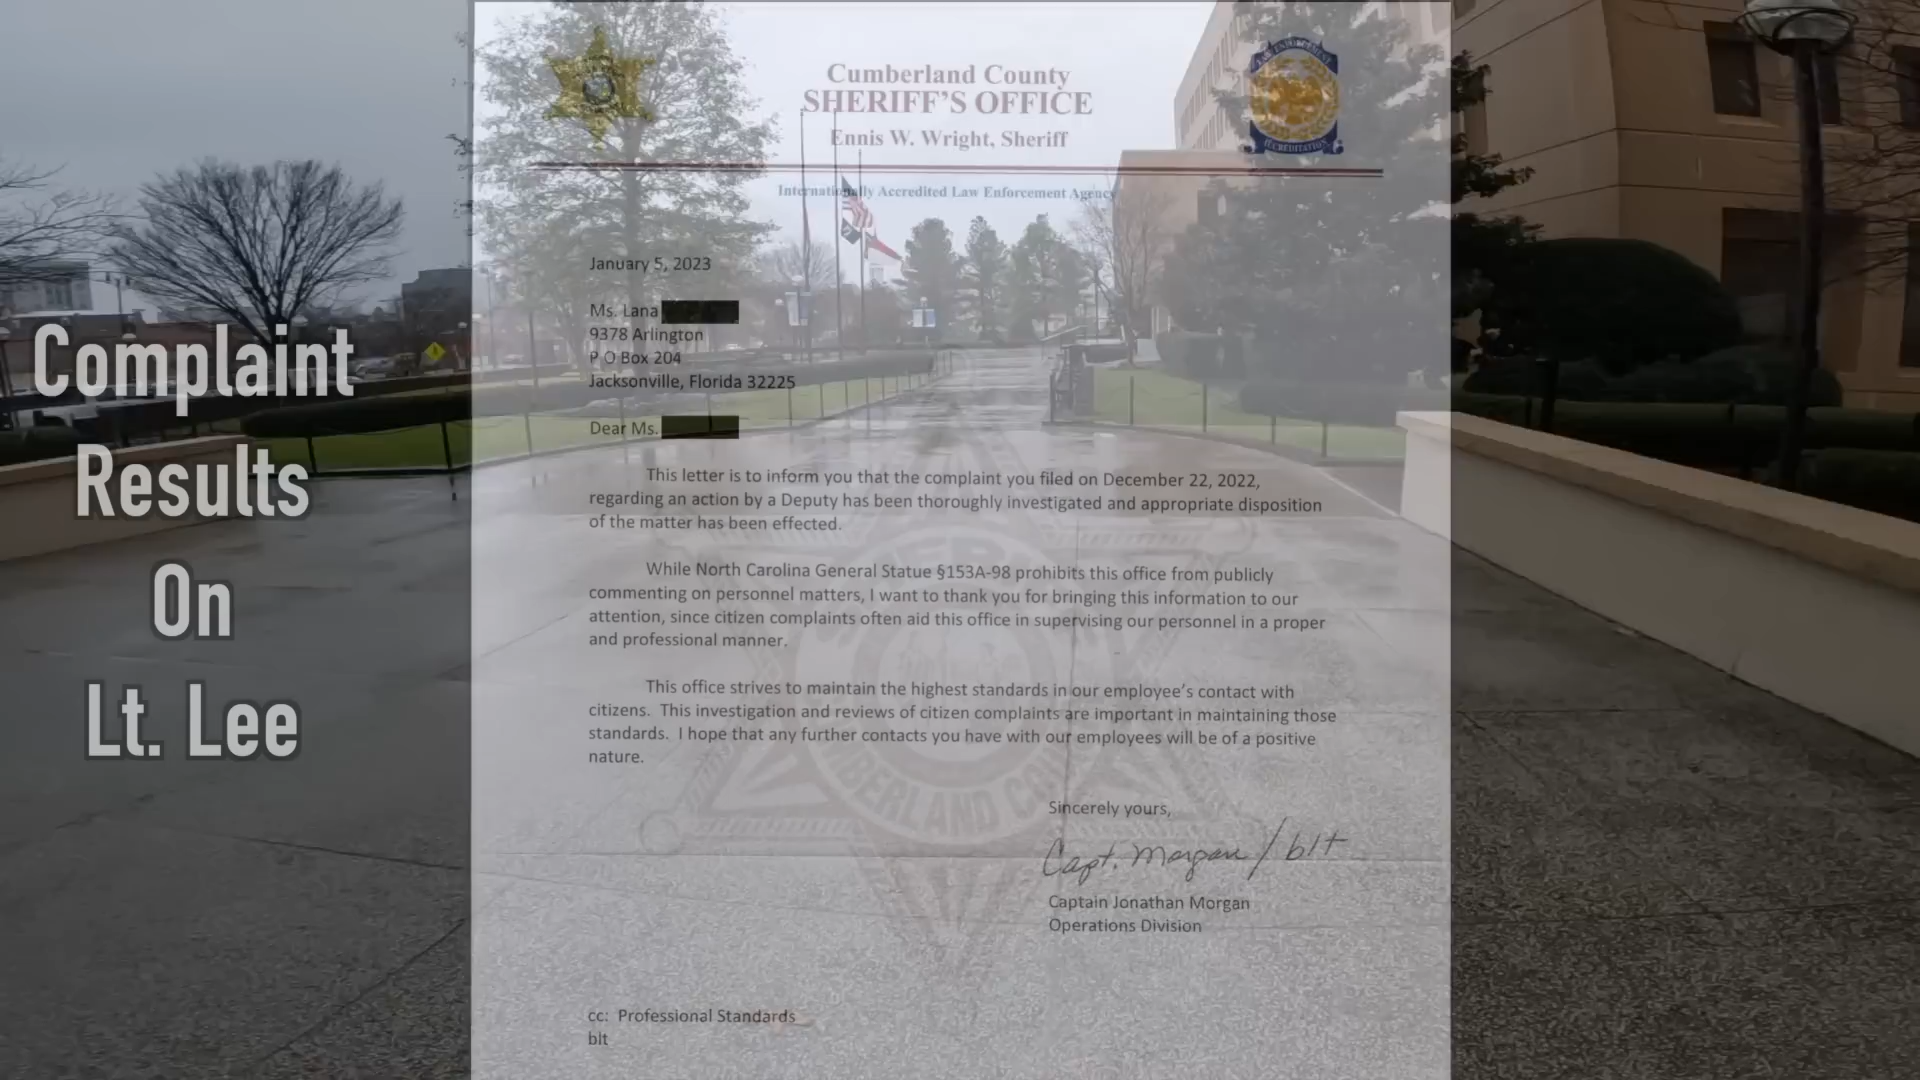 Complaint
Results
On
Lt. Lee
Cumberland County
SHERIFF'S OFFICE
Ennis W. Wright, Sheriff
Internationally Accredited Law Enforcement Agency
LAW ENFORCEMENT
ACCREDITATION
January 5, 2023
Ms. Lana
9378 Arlington
P O Box 204
Jacksonville, Florida 32225
Dear Ms.
This letter is to inform you that the complaint you filed on December 22, 2022,
regarding an action by a Deputy has been thoroughly investigated and appropriate disposition
of the matter has been effected.
While North Carolina General Statue §153A-98 prohibits this office from publicly
commenting on personnel matters, I want to thank you for bringing this information to our
attention, since citizen complaints often aid this office in supervising our personnel in a proper
and professional manner.
This office strives to maintain the highest standards in our employee's contact with
citizens. This investigation and reviews of citizen complaints are important in maintaining those
standards. I hope that any further contacts you have with our employees will be of a positive
nature.
Sincerely yours,
Capt. Morgan / blt
Captain Jonathan Morgan
Operations Division
cc: Professional Standards
blt